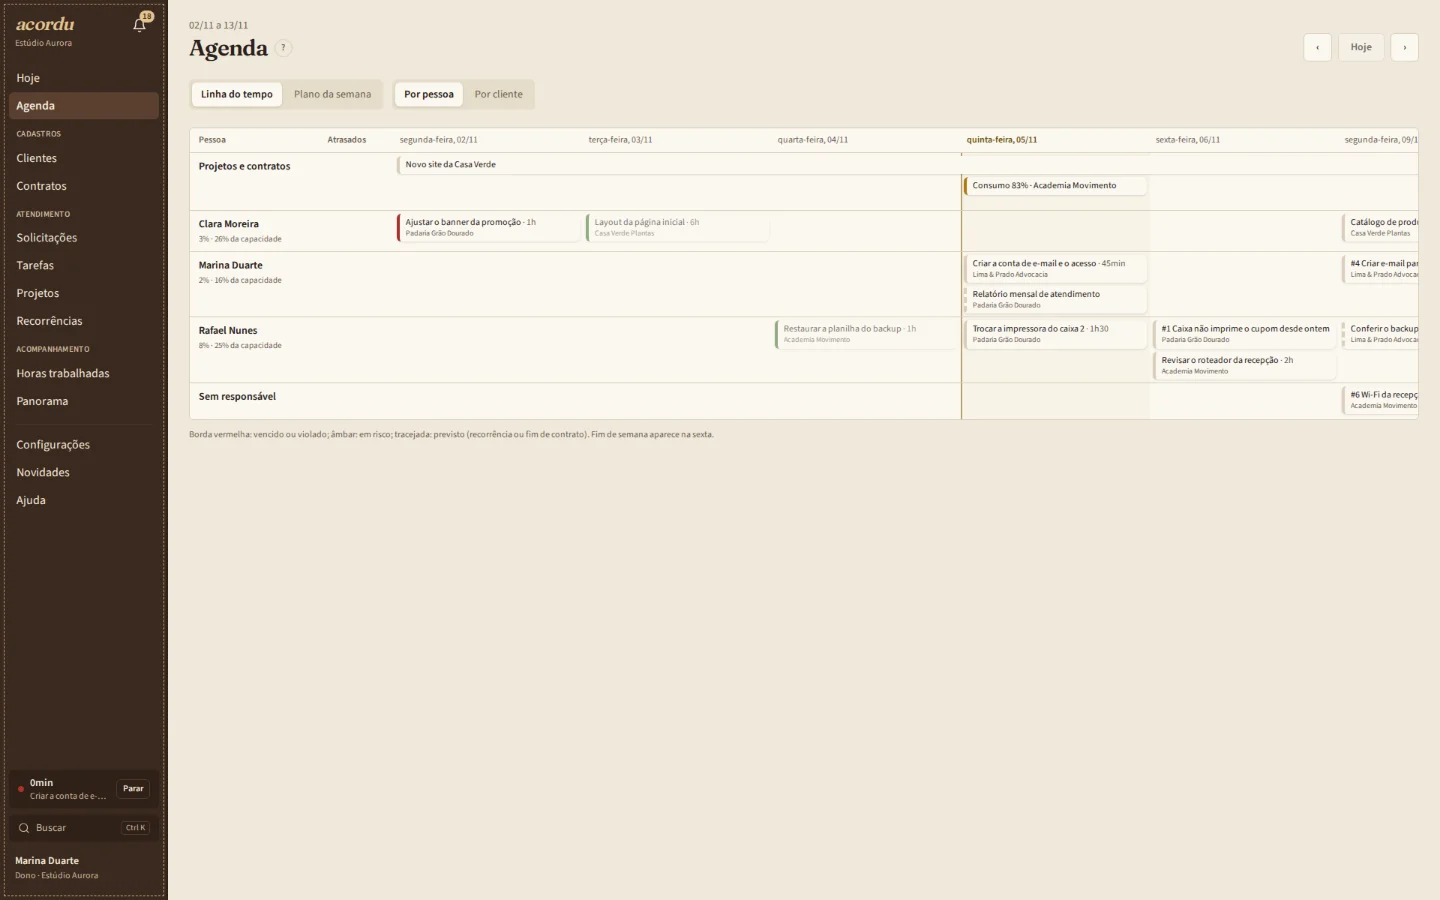 acordu
18
Estúdio Aurora
Hoje
Agenda
CADASTROS
Clientes
Contratos
ATENDIMENTO
Solicitações
Tarefas
Projetos
Recorrências
ACOMPANHAMENTO
Horas trabalhadas
Panorama
Configurações
Novidades
Ajuda
0min
Criar a conta de e-...
Parar
Buscar
Ctrl K
Marina Duarte
Dono · Estúdio Aurora
02/11 a 13/11
Agenda ?
‹ Hoje ›
Linha do tempo Plano da semana Por pessoa Por cliente
Pessoa Atrasados segunda-feira, 02/11 terça-feira, 03/11 quarta-feira, 04/11 quinta-feira, 05/11 sexta-feira, 06/11 segunda-feira, 09/1
Projetos e contratos
Novo site da Casa Verde
Consumo 83% · Academia Movimento
Clara Moreira
3% · 26% da capacidade
Ajustar o banner da promoção · 1h
Padaria Grão Dourado
Layout da página inicial · 6h
Casa Verde Plantas
Catálogo de prod
Casa Verde Plantas
Marina Duarte
2% · 16% da capacidade
Criar a conta de e-mail e o acesso · 45min
Lima & Prado Advocacia
Relatório mensal de atendimento
Padaria Grão Dourado
#4 Criar e-mail par
Lima & Prado Advoca
Rafael Nunes
8% · 25% da capacidade
Restaurar a planilha do backup · 1h
Academia Movimento
Trocar a impressora do caixa 2 · 1h30
Padaria Grão Dourado
#1 Caixa não imprime o cupom desde ontem
Padaria Grão Dourado
Revisar o roteador da recepção · 2h
Academia Movimento
Conferir o backup
Lima & Prado Advoca
Sem responsável
#6 Wi-Fi da recepç
Academia Movimento
Borda vermelha: vencido ou violado; âmbar: em risco; tracejada: previsto (recorrência ou fim de contrato). Fim de semana aparece na sexta.